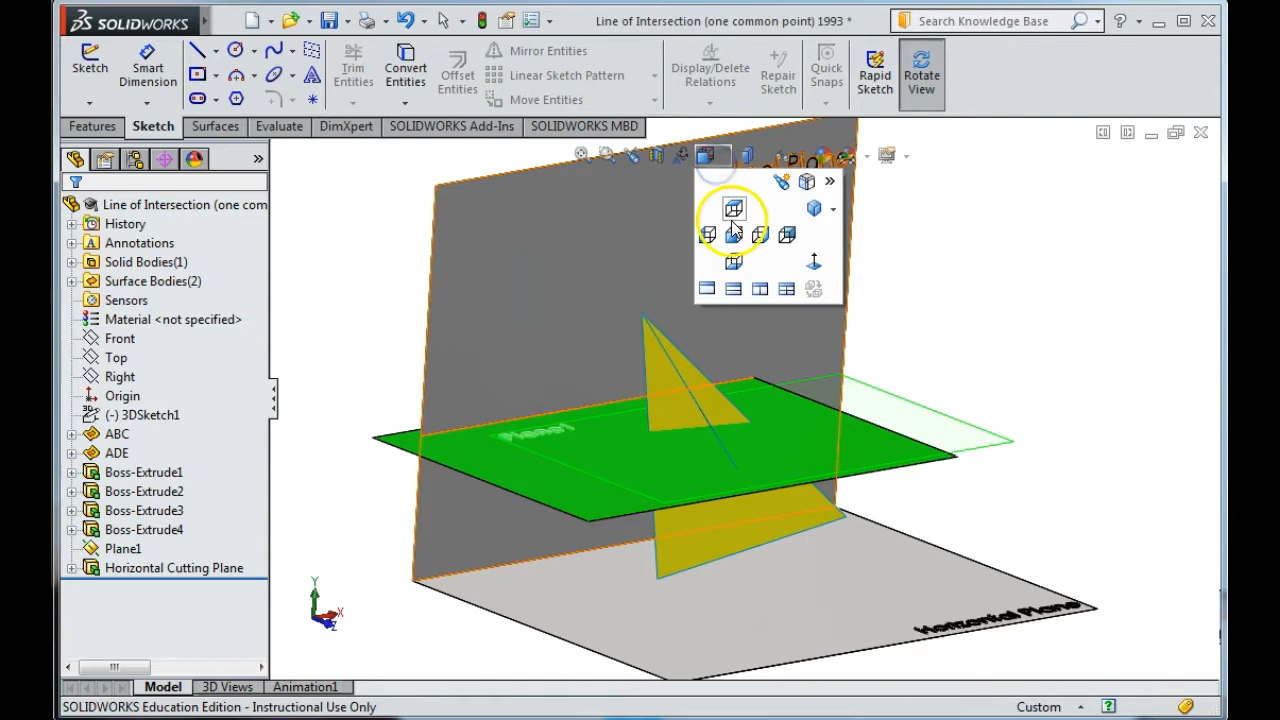 SOLIDWORKS
Line of Intersection (one common point) 1993 *
Search Knowledge Base
Sketch
Smart Dimension
Trim Entities
Convert Entities
Offset Entities
Mirror Entities
Linear Sketch Pattern
Move Entities
Display/Delete Relations
Repair Sketch
Quick Snaps
Rapid Sketch
Rotate View
Features
Sketch
Surfaces
Evaluate
DimXpert
SOLIDWORKS Add-Ins
SOLIDWORKS MBD
Line of Intersection (one com
History
Annotations
Solid Bodies(1)
Surface Bodies(2)
Sensors
Material <not specified>
Front
Top
Right
Origin
(-) 3DSketch1
ABC
ADE
Boss-Extrude1
Boss-Extrude2
Boss-Extrude3
Boss-Extrude4
Plane1
Horizontal Cutting Plane
Plane1
Horizontal Plane
Y
X
Z
Model
3D Views
Animation1
SOLIDWORKS Education Edition - Instructional Use Only
Custom